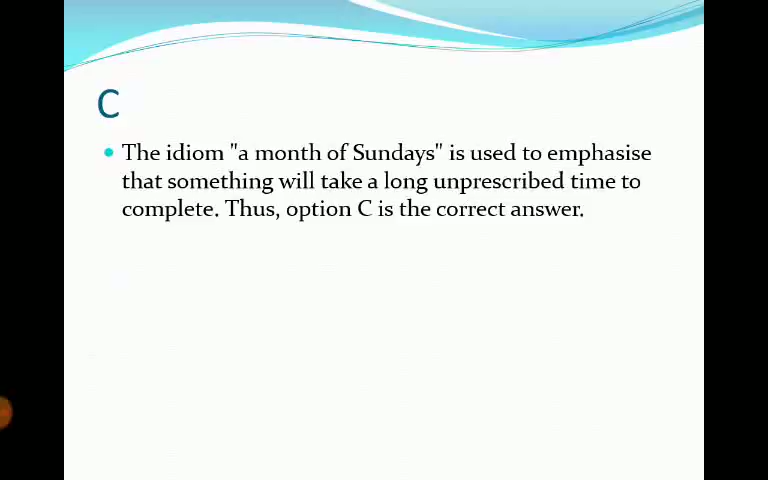 C
The idiom "a month of Sundays" is used to emphasise
that something will take a long unprescribed time to
complete. Thus, option C is the correct answer.